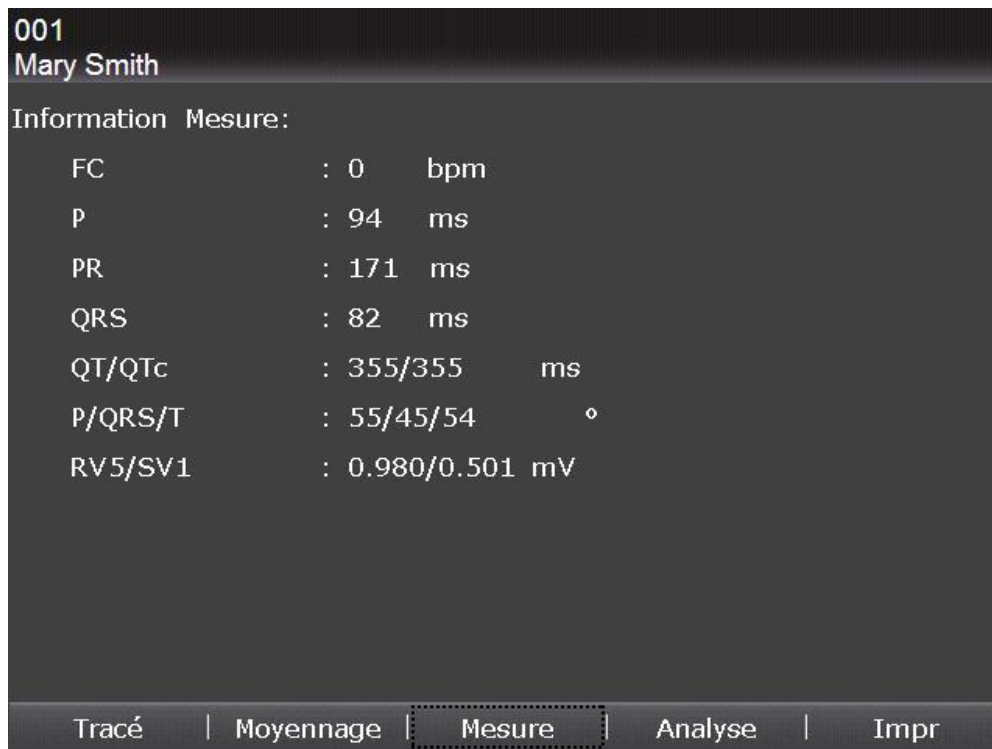 001
Mary Smith
Information Mesure:
FC : 0 bpm
P : 94 ms
PR : 171 ms
QRS : 82 ms
QT/QTc : 355/355 ms
P/QRS/T : 55/45/54 °
RV5/SV1 : 0.980/0.501 mV
Tracé | Moyennage | Mesure | Analyse | Impr